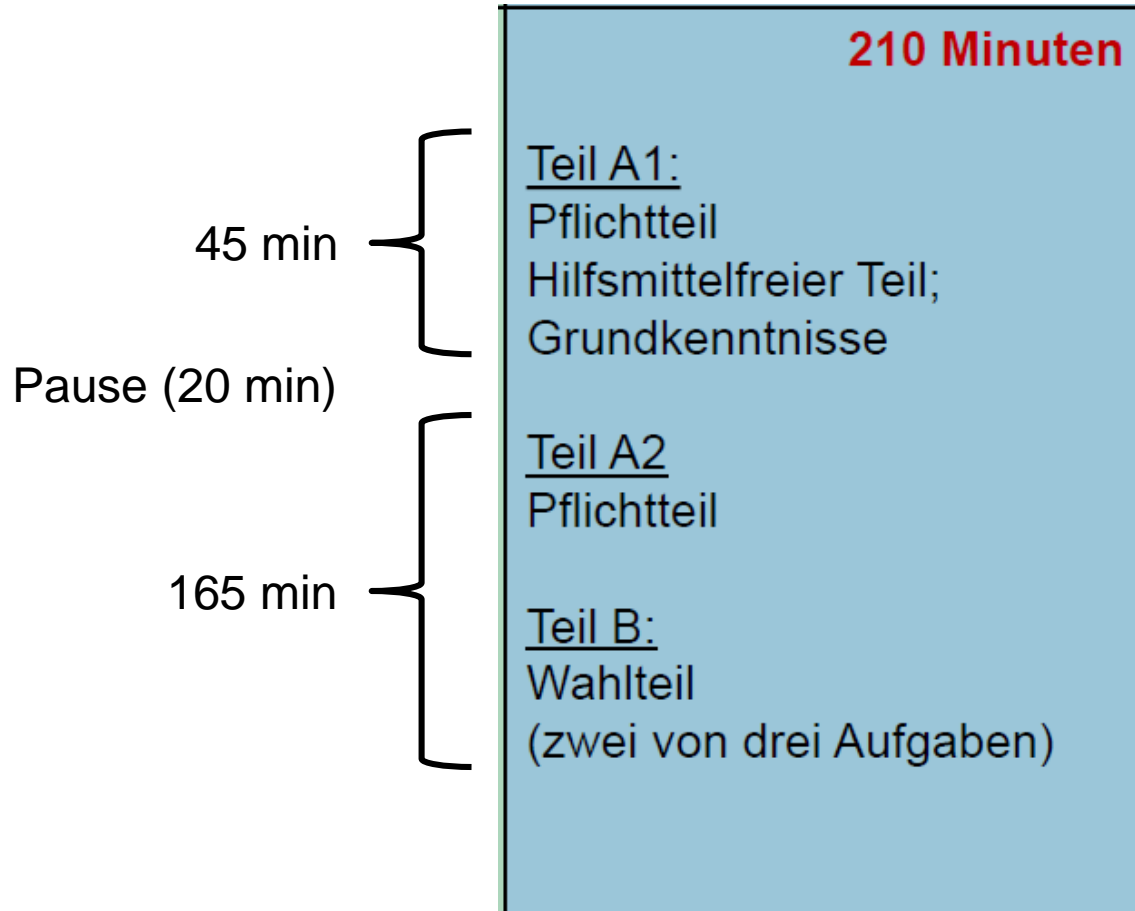 210 Minuten
Teil A1:
Pflichtteil
45 min
Hilfsmittelfreier Teil;
Grundkenntnisse
Pause (20 min)
Teil A2
Pflichtteil
165 min
Teil B:
Wahlteil
(zwei von drei Aufgaben)